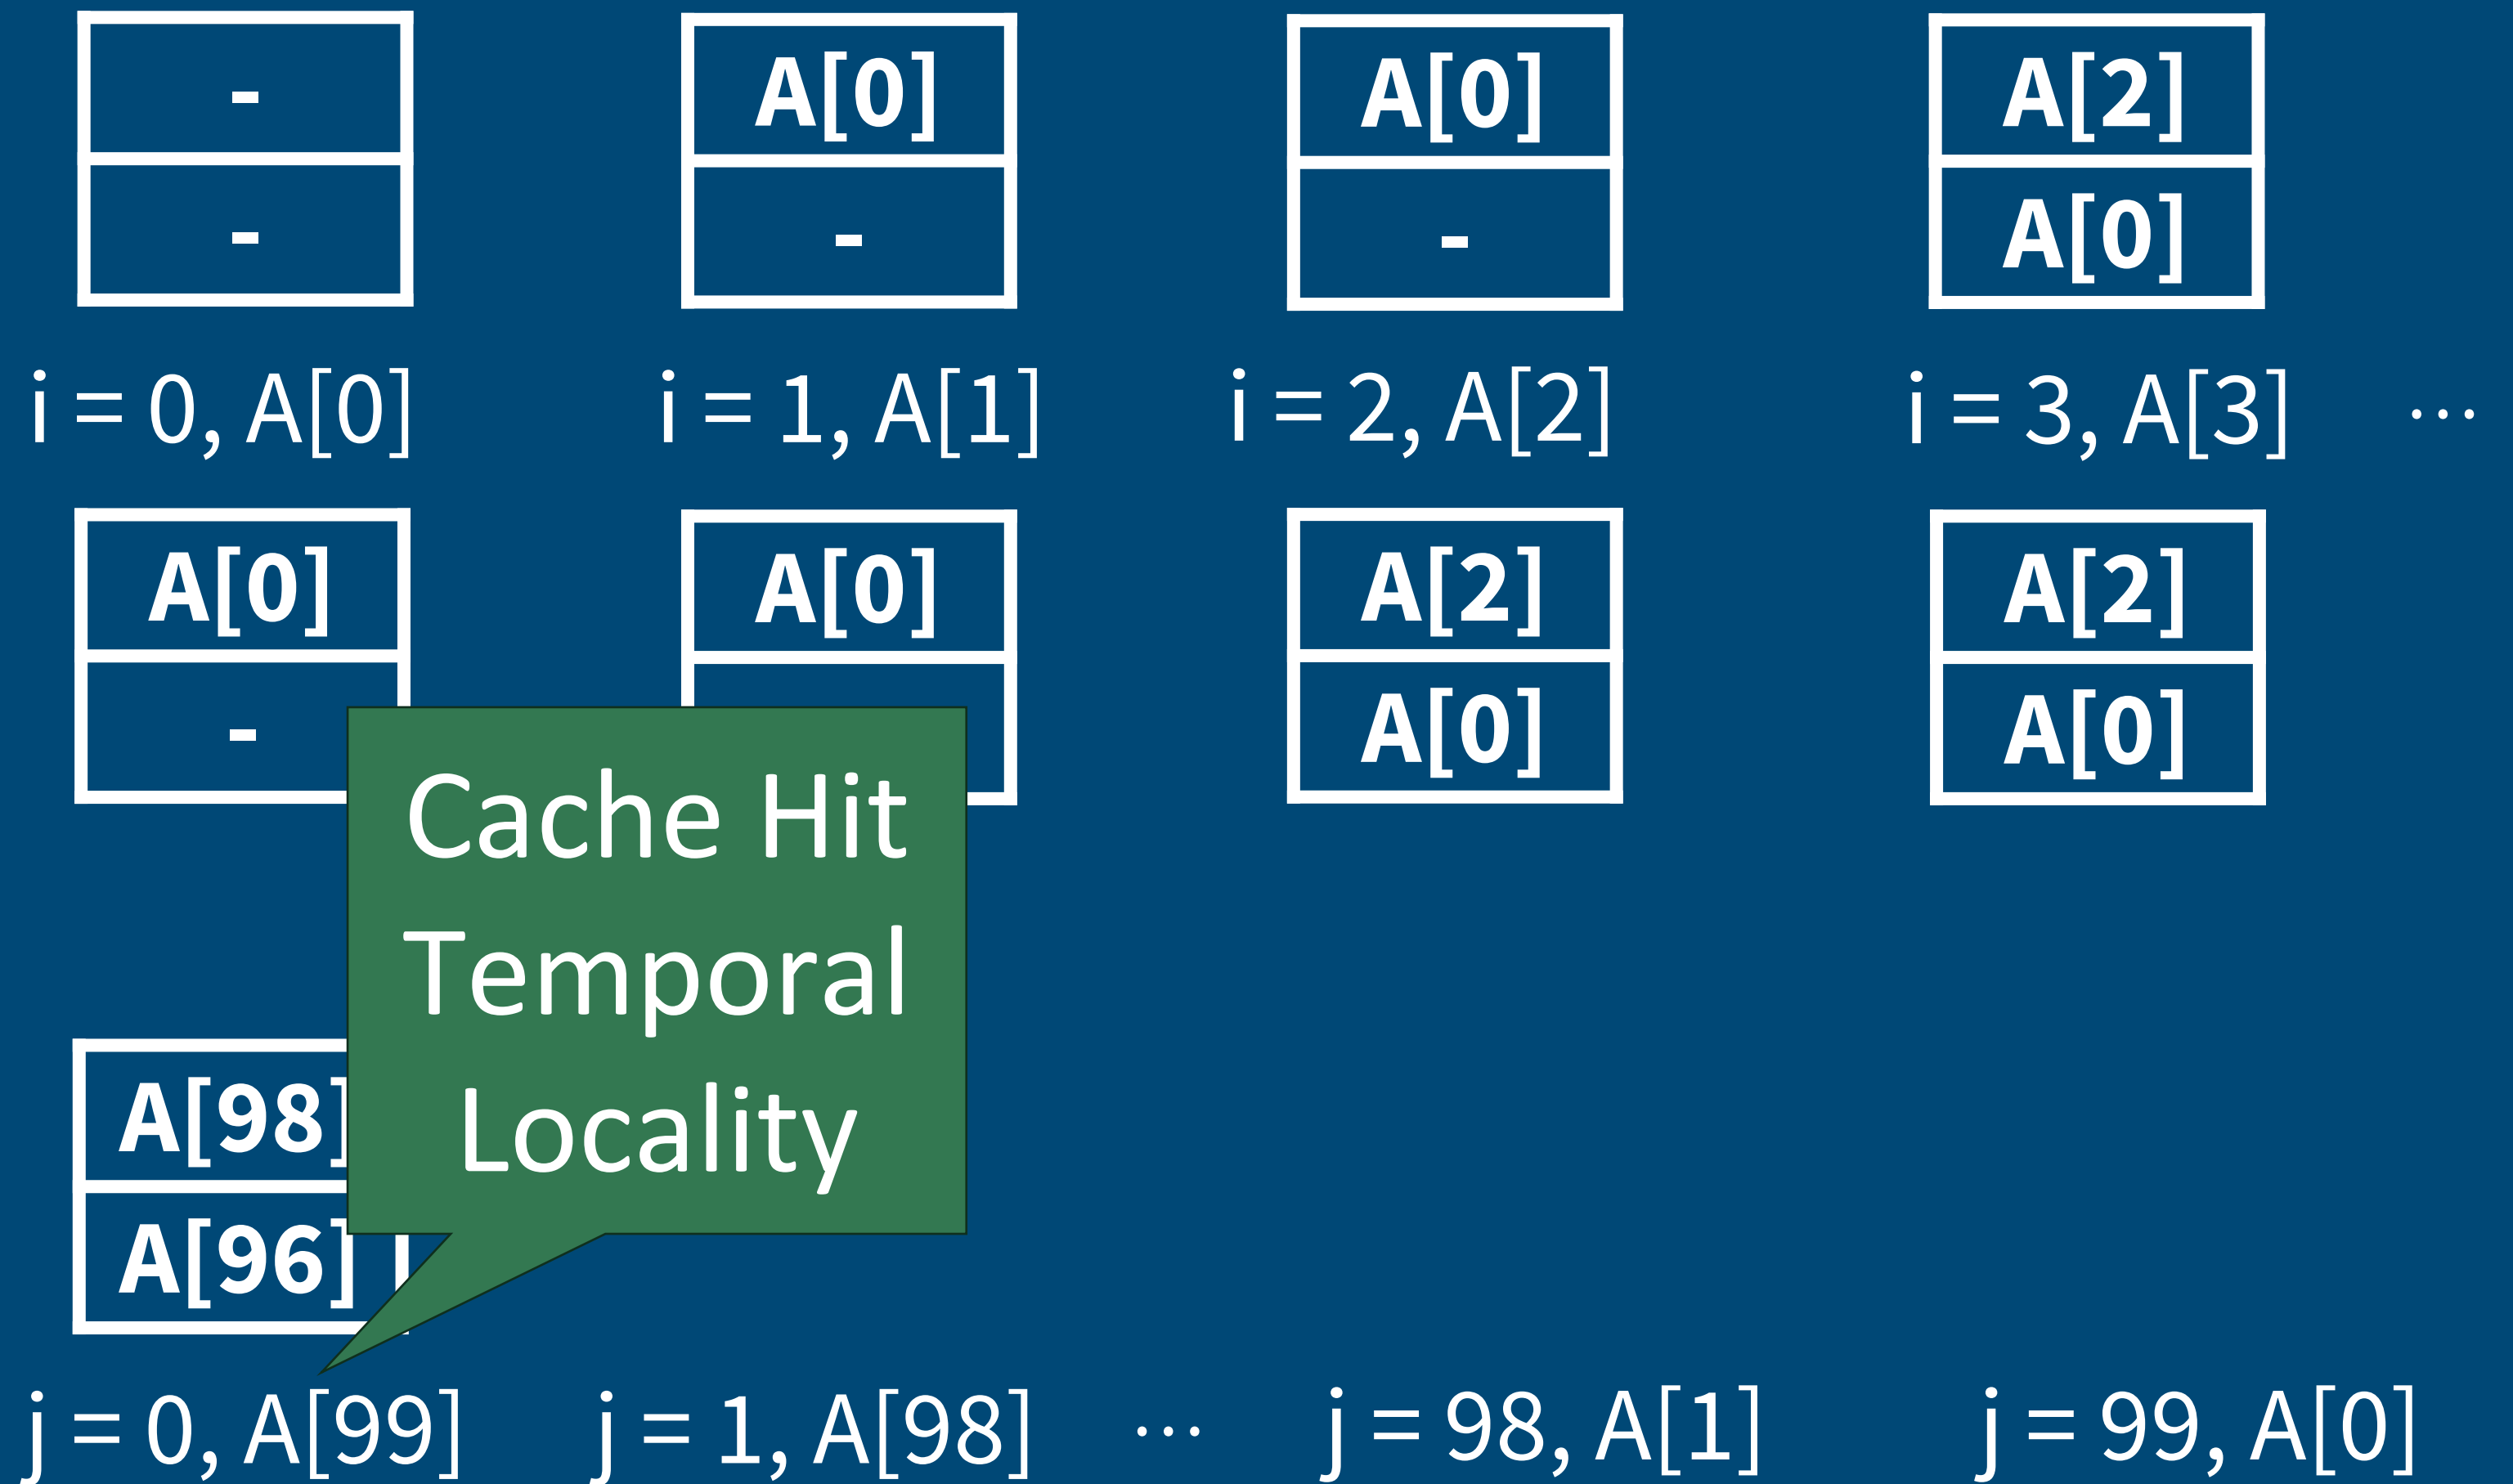 - A[0] A[0] A[2]
- - - A[0]
i = 0, A[0] i = 1, A[1] i = 2, A[2] i = 3, A[3] ⋯
A[0] A[0] A[2] A[2]
- A[0] A[0]
Cache Hit
Temporal
Locality
A[98]
A[96]
j = 0, A[99] j = 1, A[98] ⋯ j = 98, A[1] j = 99, A[0]